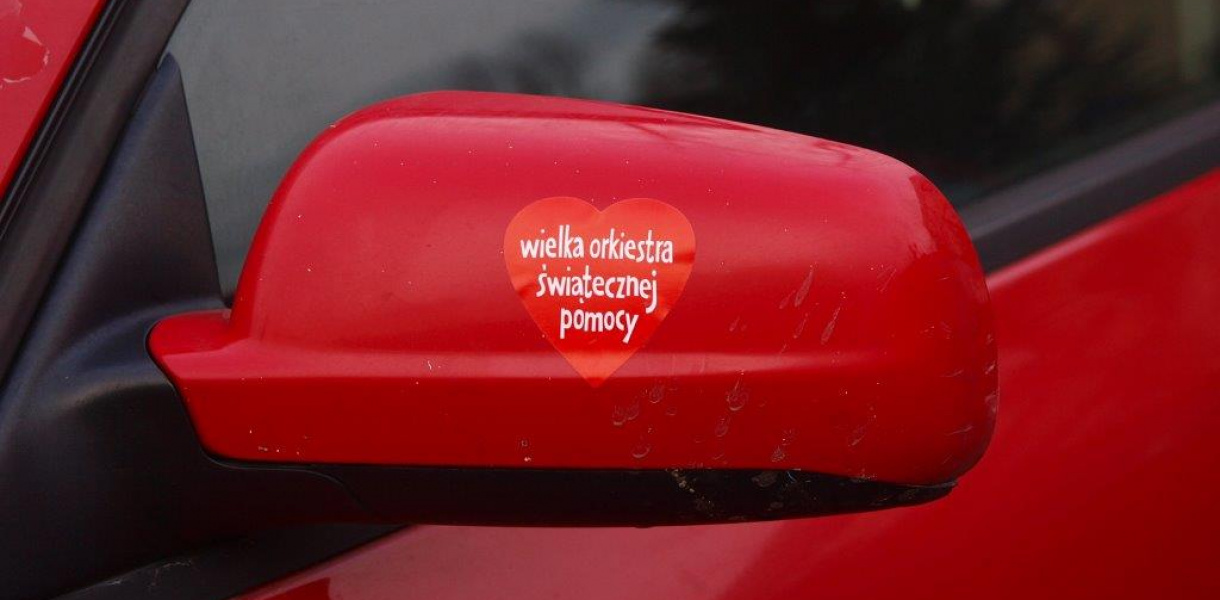 wielka orkiestra
świątecznej
pomocy